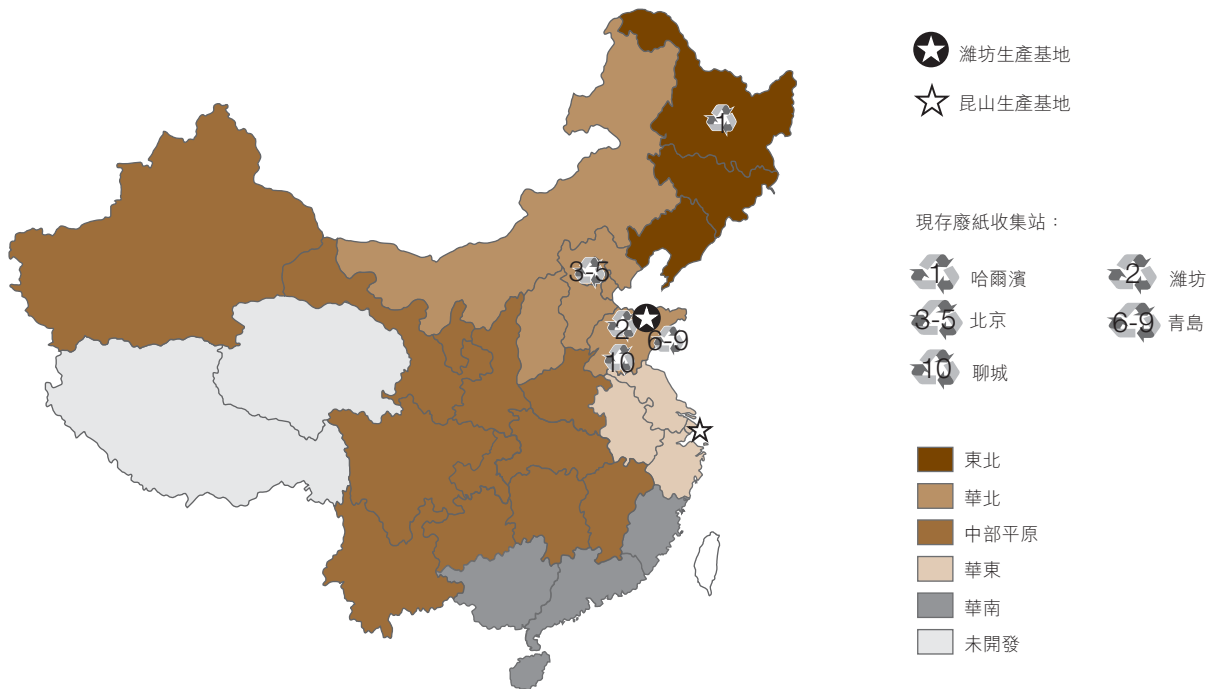 1
3-5
2
6-9
10
濰坊生產基地
昆山生產基地
現存廢紙收集站：
1 哈爾濱
2 濰坊
3-5 北京
6-9 青島
10 聊城
東北
華北
中部平原
華東
華南
未開發